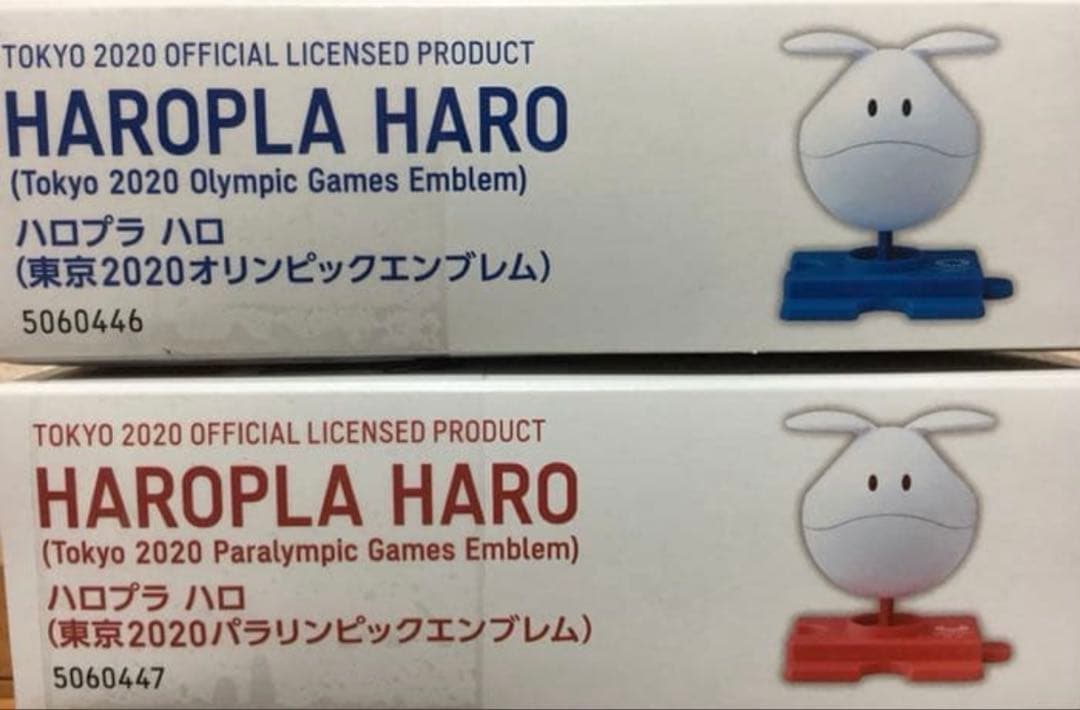 TOKYO 2020 OFFICIAL LICENSED PRODUCT
HAROPLA HARO
(Tokyo 2020 Olympic Games Emblem)
ハロプラ ハロ
(東京2020オリンピックエンブレム)
5060446
TOKYO 2020 OFFICIAL LICENSED PRODUCT
HAROPLA HARO
(Tokyo 2020 Paralympic Games Emblem)
ハロプラ ハロ
(東京2020パラリンピックエンブレム)
5060447